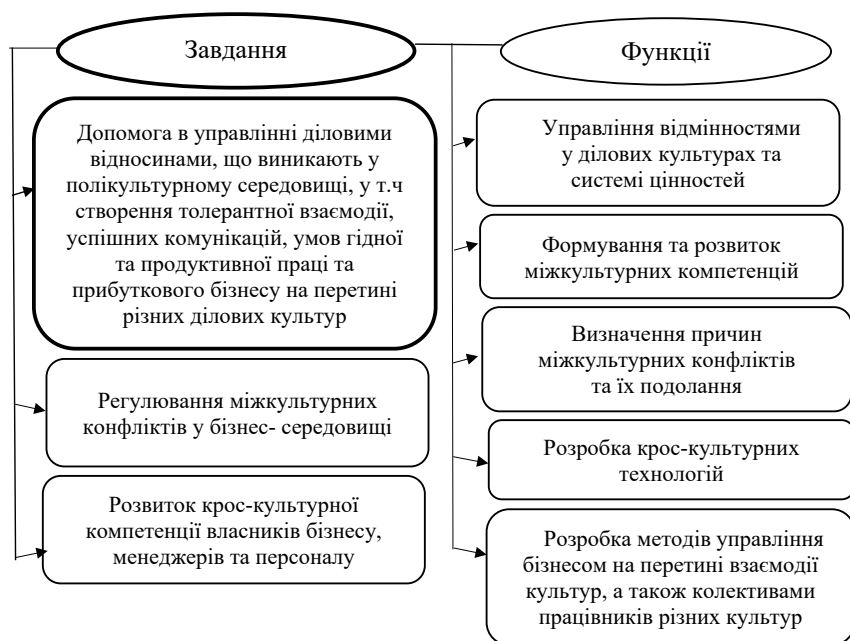 Завдання
Допомога в управлінні діловими
відносинами, що виникають у
полікультурному середовищі, у т.ч
створення толерантної взаємодії,
успішних комунікацій, умов гідної
та продуктивної праці та
прибуткового бізнесу на перетині
різних ділових культур
Регулювання міжкультурних
конфліктів у бізнес- середовищі
Розвиток крос-культурної
компетенції власників бізнесу,
менеджерів та персоналу
Функції
Управління відмінностями
у ділових культурах та
системі цінностей
Формування та розвиток
міжкультурних компетенцій
Визначення причин
міжкультурних конфліктів
та їх подолання
Розробка крос-культурних
технологій
Розробка методів управління
бізнесом на перетині взаємодії
культур, а також колективами
працівників різних культур